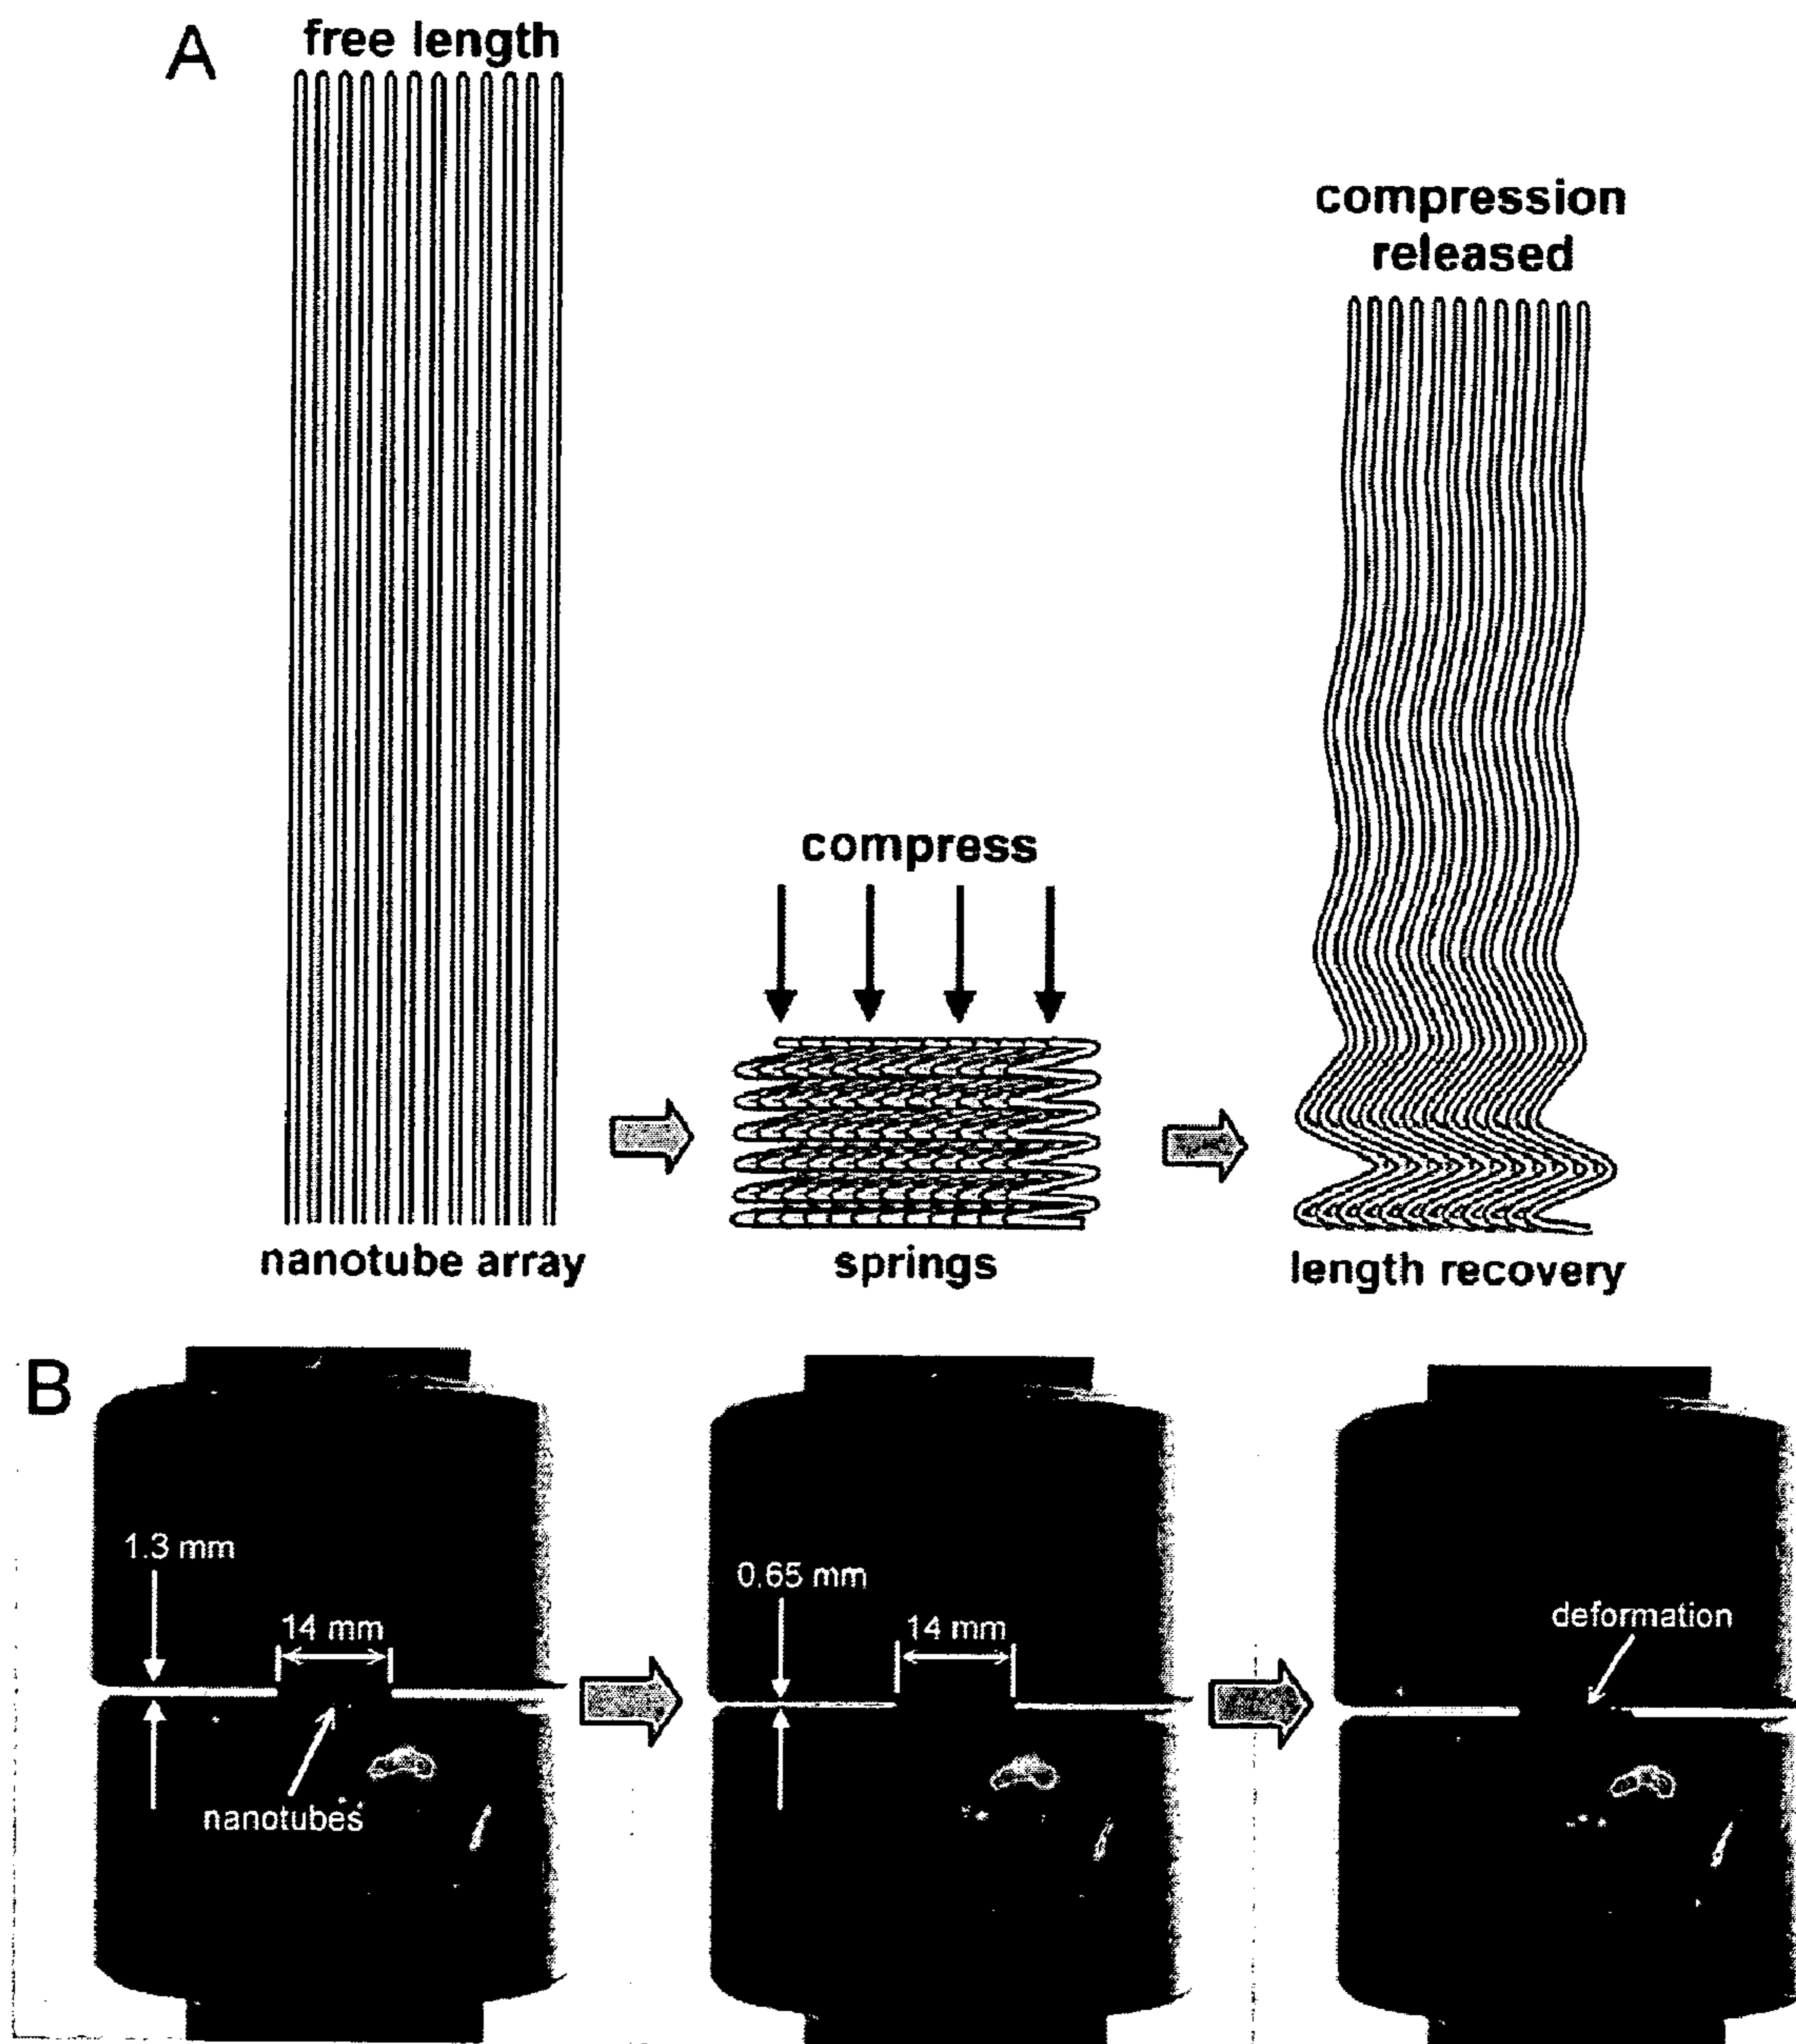 A
free length
compression
released
compress
nanotube array
springs
length recovery
B
1.3 mm
14 mm
nanotubes
0.65 mm
14 mm
deformation